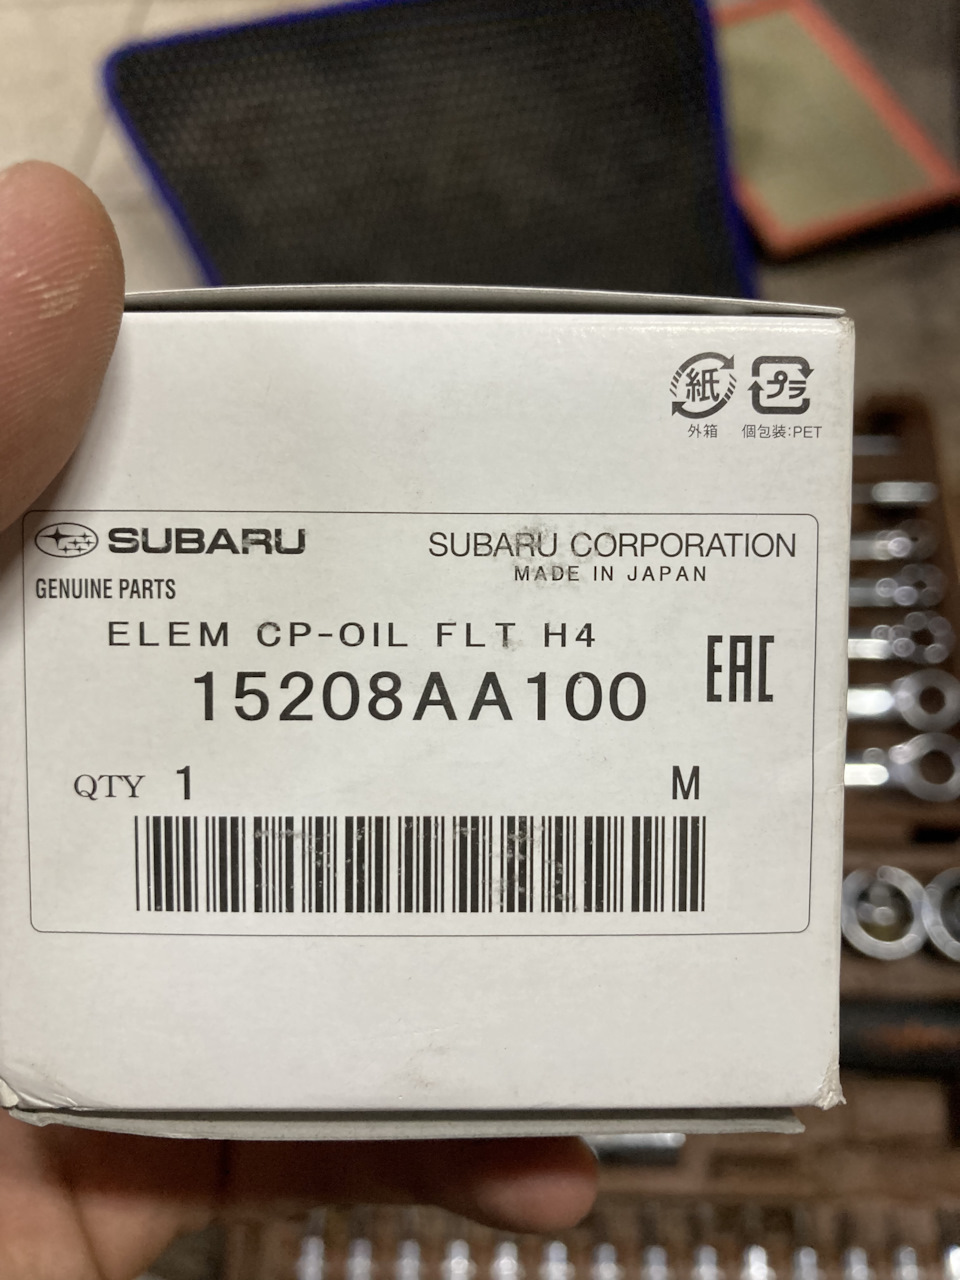 紙 プラ
外箱 個包装:PET
SUBARU SUBARU CORPORATION
GENUINE PARTS MADE IN JAPAN
ELEM CP-OIL FLT H4
15208AA100 EAC
QTY 1 M